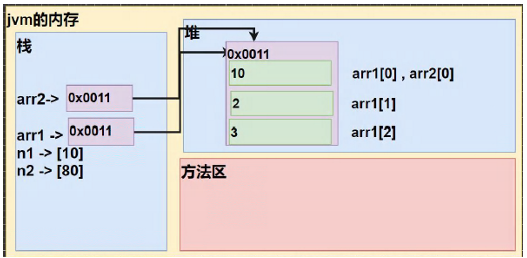 jvm的内存
栈
arr2-> 0x0011
arr1 -> 0x0011
n1 -> [10]
n2 -> [80]
堆
0x0011
10 arr1[0] , arr2[0]
2 arr1[1]
3 arr1[2]
方法区